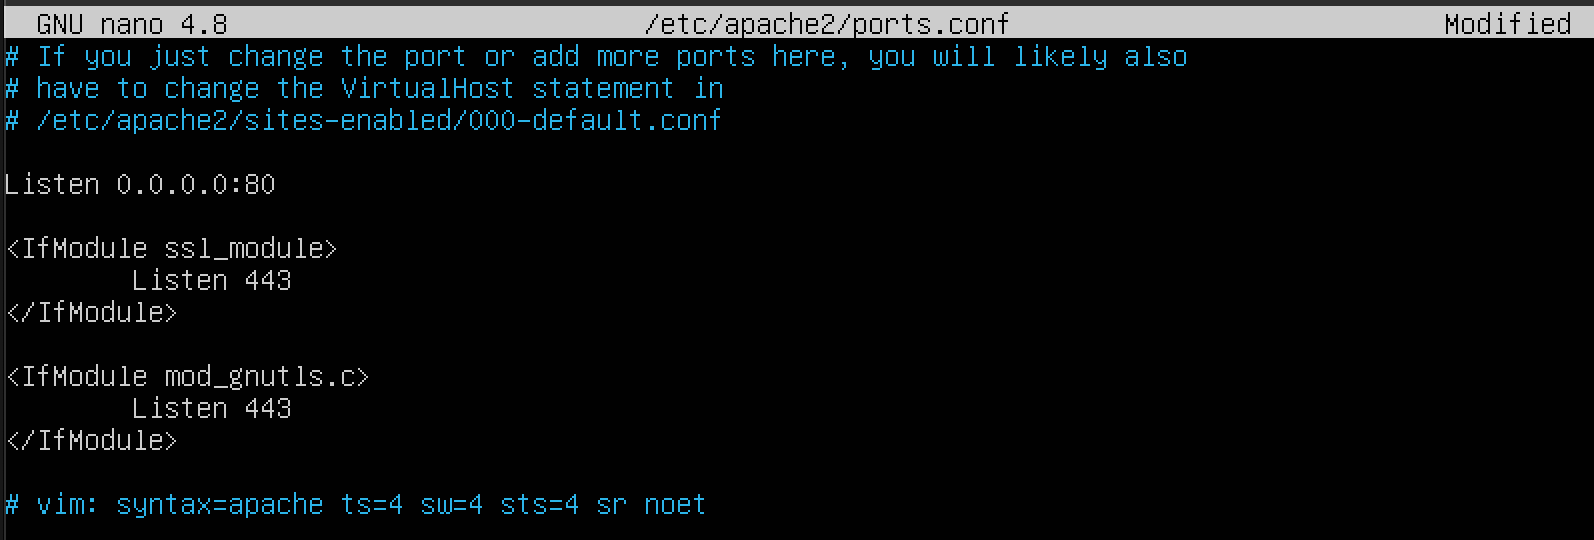 GNU nano 4.8 /etc/apache2/ports.conf Modified
# If you just change the port or add more ports here, you will likely also
# have to change the VirtualHost statement in
# /etc/apache2/sites-enabled/000-default.conf
Listen 0.0.0.0:80
<IfModule ssl_module>
Listen 443
</IfModule>
<IfModule mod_gnutls.c>
Listen 443
</IfModule>
# vim: syntax=apache ts=4 sw=4 sts=4 sr noet